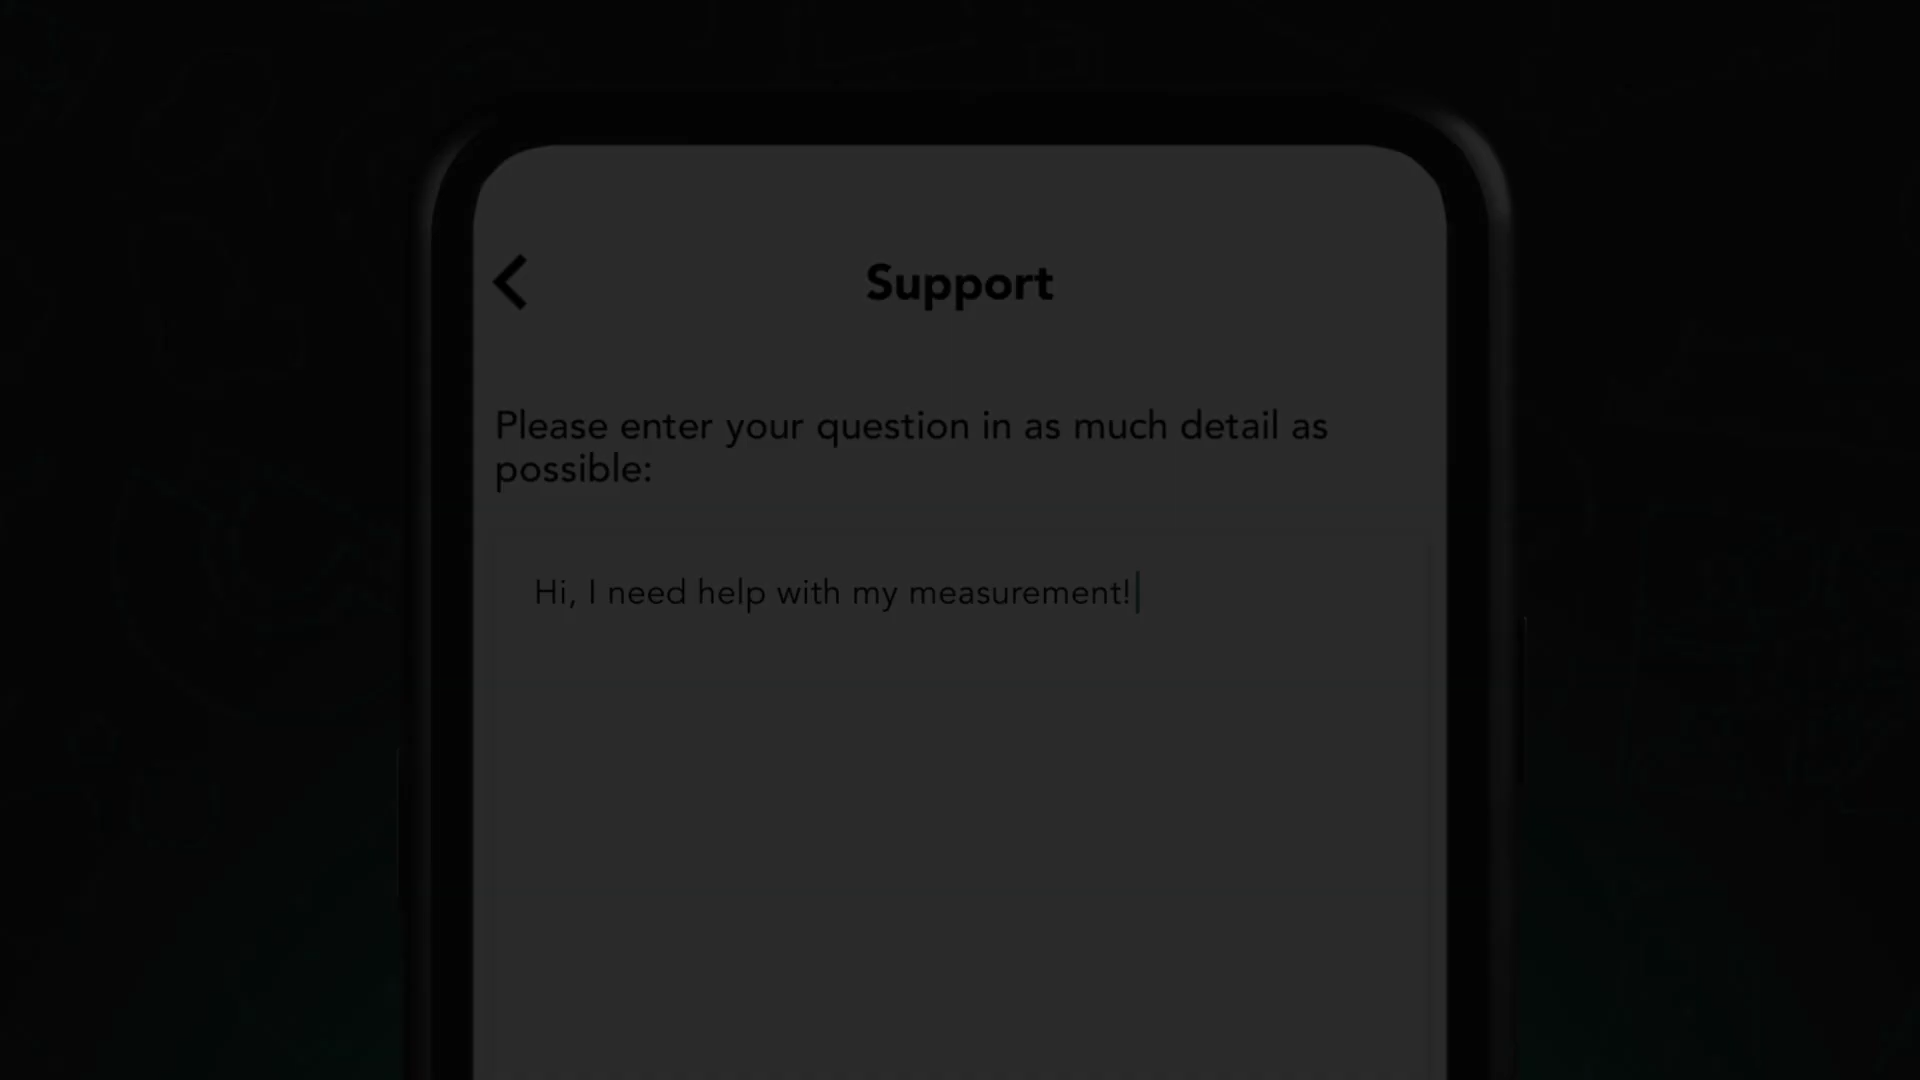 Support
Please enter your question in as much detail as
possible:
Hi, I need help with my measurement!